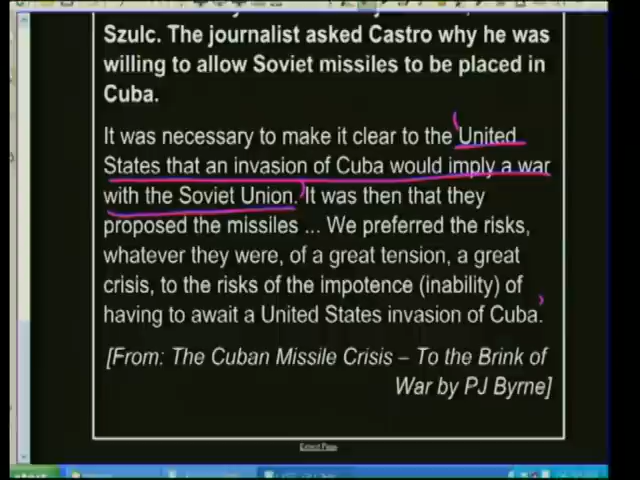 Szulc. The journalist asked Castro why he was
willing to allow Soviet missiles to be placed in
Cuba.
It was necessary to make it clear to the United
States that an invasion of Cuba would imply a war
with the Soviet Union. It was then that they
proposed the missiles ... We preferred the risks,
whatever they were, of a great tension, a great
crisis, to the risks of the impotence (inability) of
having to await a United States invasion of Cuba.
[From: The Cuban Missile Crisis – To the Brink of
War by PJ Byrne]